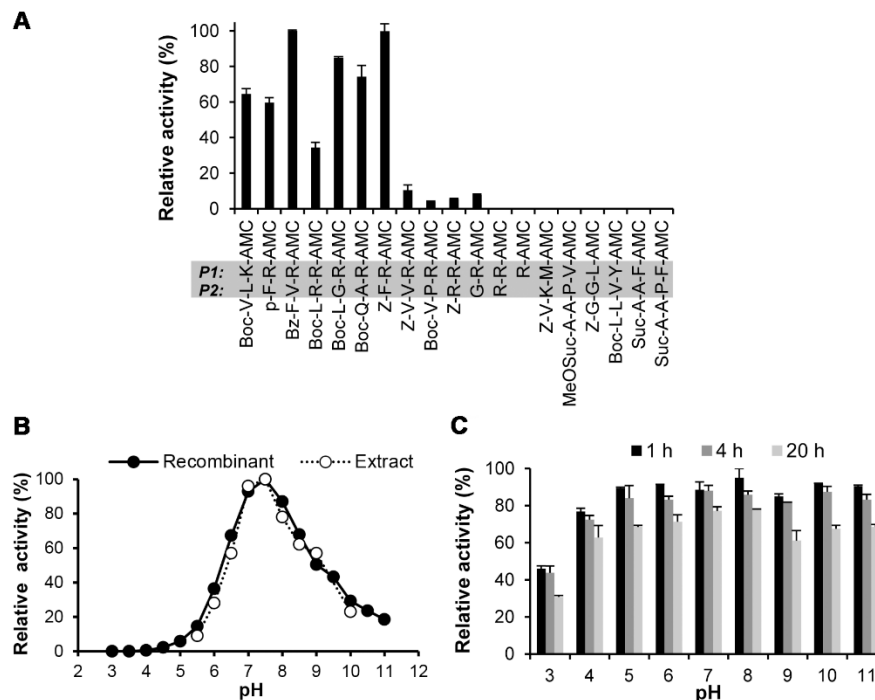 A
Relative activity (%)
100
80
60
40
20
0
P1:
P2:
Boc-V-L-K-AMC
p-F-R-AMC
Bz-F-V-R-AMC
Boc-L-R-R-AMC
Boc-L-G-R-AMC
Boc-Q-A-R-AMC
Z-F-R-AMC
Z-V-V-R-AMC
Boc-V-P-R-AMC
Z-R-R-AMC
G-R-AMC
R-R-AMC
R-AMC
Z-V-K-M-AMC
MeOSuc-A-A-P-V-AMC
Z-G-G-L-AMC
Boc-L-L-V-Y-AMC
Suc-A-A-F-AMC
Suc-A-A-P-F-AMC
B
Recombinant Extract
Relative activity (%)
100
80
60
40
20
0
2 3 4 5 6 7 8 9 10 11 12
pH
C
1 h 4 h 20 h
Relative activity (%)
100
80
60
40
20
0
3 4 5 6 7 8 9 10 11
pH